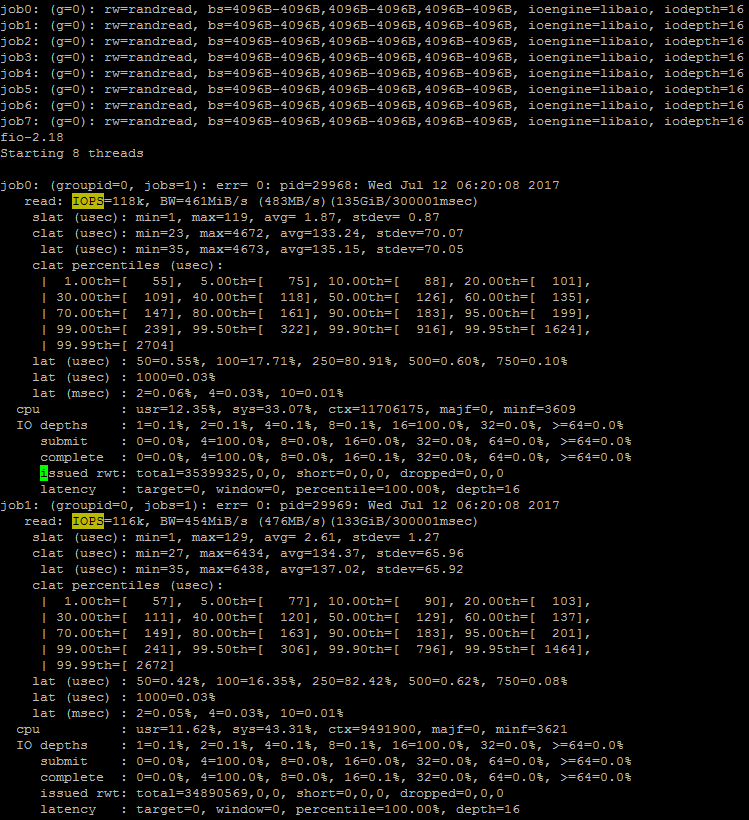 job0: (g=0): rw=randread, bs=4096B-4096B,4096B-4096B,4096B-4096B, ioengine=libaio, iodepth=16
job1: (g=0): rw=randread, bs=4096B-4096B,4096B-4096B,4096B-4096B, ioengine=libaio, iodepth=16
job2: (g=0): rw=randread, bs=4096B-4096B,4096B-4096B,4096B-4096B, ioengine=libaio, iodepth=16
job3: (g=0): rw=randread, bs=4096B-4096B,4096B-4096B,4096B-4096B, ioengine=libaio, iodepth=16
job4: (g=0): rw=randread, bs=4096B-4096B,4096B-4096B,4096B-4096B, ioengine=libaio, iodepth=16
job5: (g=0): rw=randread, bs=4096B-4096B,4096B-4096B,4096B-4096B, ioengine=libaio, iodepth=16
job6: (g=0): rw=randread, bs=4096B-4096B,4096B-4096B,4096B-4096B, ioengine=libaio, iodepth=16
job7: (g=0): rw=randread, bs=4096B-4096B,4096B-4096B,4096B-4096B, ioengine=libaio, iodepth=16
fio-2.18
Starting 8 threads
job0: (groupid=0, jobs=1): err= 0: pid=29968: Wed Jul 12 06:20:08 2017
   read: IOPS=118k, BW=461MiB/s (483MB/s)(135GiB/300001msec)
    slat (usec): min=1, max=119, avg= 1.87, stdev= 0.87
    clat (usec): min=23, max=4672, avg=133.24, stdev=70.07
     lat (usec): min=35, max=4673, avg=135.15, stdev=70.05
    clat percentiles (usec):
     |  1.00th=[   55],  5.00th=[   75], 10.00th=[   88], 20.00th=[  101],
     | 30.00th=[  109], 40.00th=[  118], 50.00th=[  126], 60.00th=[  135],
     | 70.00th=[  147], 80.00th=[  161], 90.00th=[  183], 95.00th=[  199],
     | 99.00th=[  239], 99.50th=[  322], 99.90th=[  916], 99.95th=[ 1624],
     | 99.99th=[ 2704]
    lat (usec) : 50=0.55%, 100=17.71%, 250=80.91%, 500=0.60%, 750=0.10%
    lat (usec) : 1000=0.03%
    lat (msec) : 2=0.06%, 4=0.03%, 10=0.01%
  cpu          : usr=12.35%, sys=33.07%, ctx=11706175, majf=0, minf=3609
  IO depths    : 1=0.1%, 2=0.1%, 4=0.1%, 8=0.1%, 16=100.0%, 32=0.0%, >=64=0.0%
     submit    : 0=0.0%, 4=100.0%, 8=0.0%, 16=0.0%, 32=0.0%, 64=0.0%, >=64=0.0%
     complete  : 0=0.0%, 4=100.0%, 8=0.0%, 16=0.1%, 32=0.0%, 64=0.0%, >=64=0.0%
     issued rwt: total=35399325,0,0, short=0,0,0, dropped=0,0,0
     latency   : target=0, window=0, percentile=100.00%, depth=16
job1: (groupid=0, jobs=1): err= 0: pid=29969: Wed Jul 12 06:20:08 2017
   read: IOPS=116k, BW=454MiB/s (476MB/s)(133GiB/300001msec)
    slat (usec): min=1, max=129, avg= 2.61, stdev= 1.27
    clat (usec): min=27, max=6434, avg=134.37, stdev=65.96
     lat (usec): min=35, max=6438, avg=137.02, stdev=65.92
    clat percentiles (usec):
     |  1.00th=[   57],  5.00th=[   77], 10.00th=[   90], 20.00th=[  103],
     | 30.00th=[  111], 40.00th=[  120], 50.00th=[  129], 60.00th=[  137],
     | 70.00th=[  149], 80.00th=[  163], 90.00th=[  183], 95.00th=[  201],
     | 99.00th=[  241], 99.50th=[  306], 99.90th=[  796], 99.95th=[ 1464],
     | 99.99th=[ 2672]
    lat (usec) : 50=0.42%, 100=16.35%, 250=82.42%, 500=0.62%, 750=0.08%
    lat (usec) : 1000=0.03%
    lat (msec) : 2=0.05%, 4=0.03%, 10=0.01%
  cpu          : usr=11.62%, sys=43.31%, ctx=9491900, majf=0, minf=3621
  IO depths    : 1=0.1%, 2=0.1%, 4=0.1%, 8=0.1%, 16=100.0%, 32=0.0%, >=64=0.0%
     submit    : 0=0.0%, 4=100.0%, 8=0.0%, 16=0.0%, 32=0.0%, 64=0.0%, >=64=0.0%
     complete  : 0=0.0%, 4=100.0%, 8=0.0%, 16=0.1%, 32=0.0%, 64=0.0%, >=64=0.0%
     issued rwt: total=34890569,0,0, short=0,0,0, dropped=0,0,0
     latency   : target=0, window=0, percentile=100.00%, depth=16